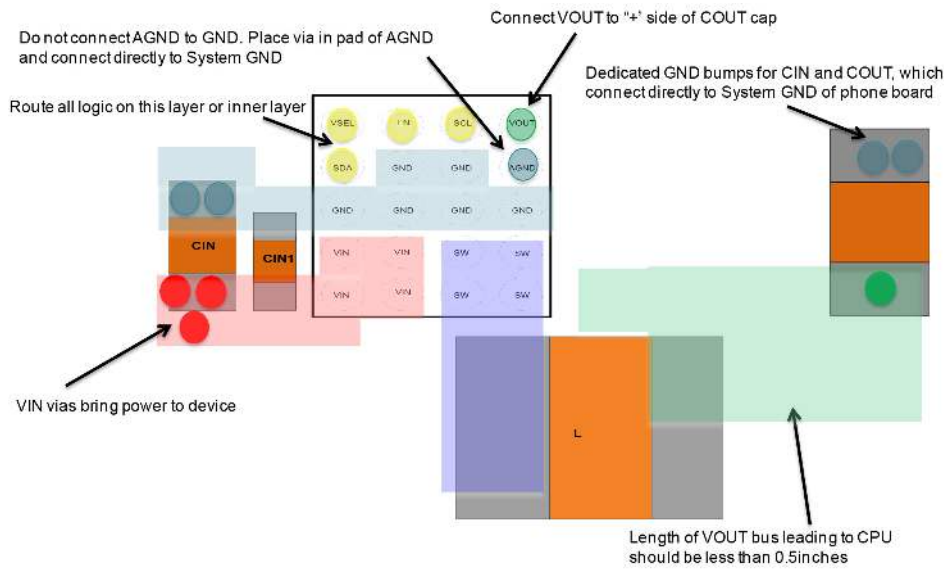 Connect VOUT to "+" side of COUT cap
Do not connect AGND to GND. Place via in pad of AGND
and connect directly to System GND
Dedicated GND bumps for CIN and COUT, which
connect directly to System GND of phone board
Route all logic on this layer or inner layer
VSEL EN SCL VOUT
SDA GND GND AGND
GND GND GND GND
CIN
CIN1
VIN VIN SW SW
VIN VIN SW SW
VIN vias bring power to device
L
Length of VOUT bus leading to CPU
should be less than 0.5inches